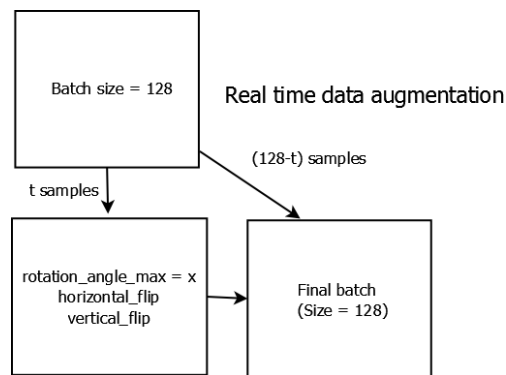 Batch size = 128
Real time data augmentation
(128-t) samples
t samples
rotation_angle_max = x
horizontal_flip
vertical_flip
Final batch
(Size = 128)